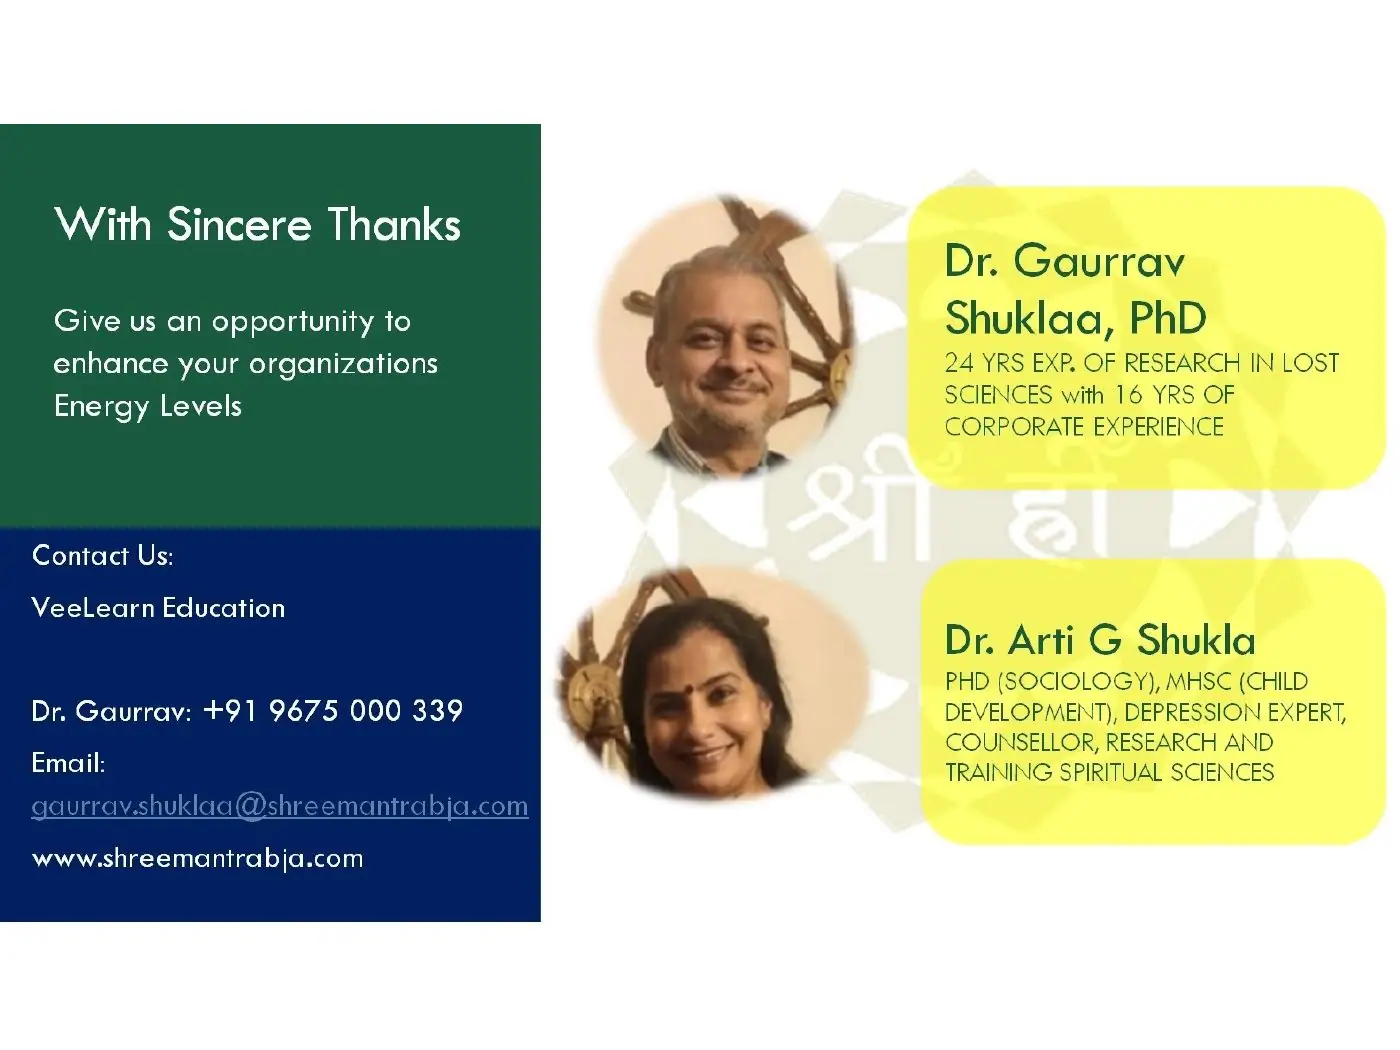 With Sincere Thanks
Give us an opportunity to
enhance your organizations
Energy Levels
Contact Us:
VeeLearn Education
Dr. Gaurrav: +91 9675 000 339
Email:
gaurrav.shuklaa@shreemantrabja.com
www.shreemantrabja.com
Dr. Gaurrav
Shuklaa, PhD
24 YRS EXP. OF RESEARCH IN LOST
SCIENCES with 16 YRS OF
CORPORATE EXPERIENCE
श्रीं ह्रीं
Dr. Arti G Shukla
PHD (SOCIOLOGY), MHSC (CHILD
DEVELOPMENT), DEPRESSION EXPERT,
COUNSELLOR, RESEARCH AND
TRAINING SPIRITUAL SCIENCES